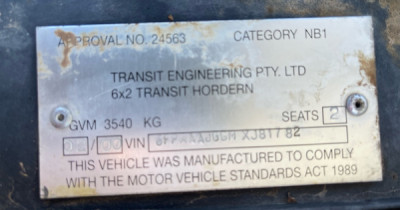 APPROVAL NO. 24563 CATEGORY NB1
TRANSIT ENGINEERING PTY. LTD
6x2 TRANSIT HORDERN
GVM 3540 KG SEATS 2
VIN
THIS VEHICLE WAS MANUFACTURED TO COMPLY
WITH THE MOTOR VEHICLE STANDARDS ACT 1989